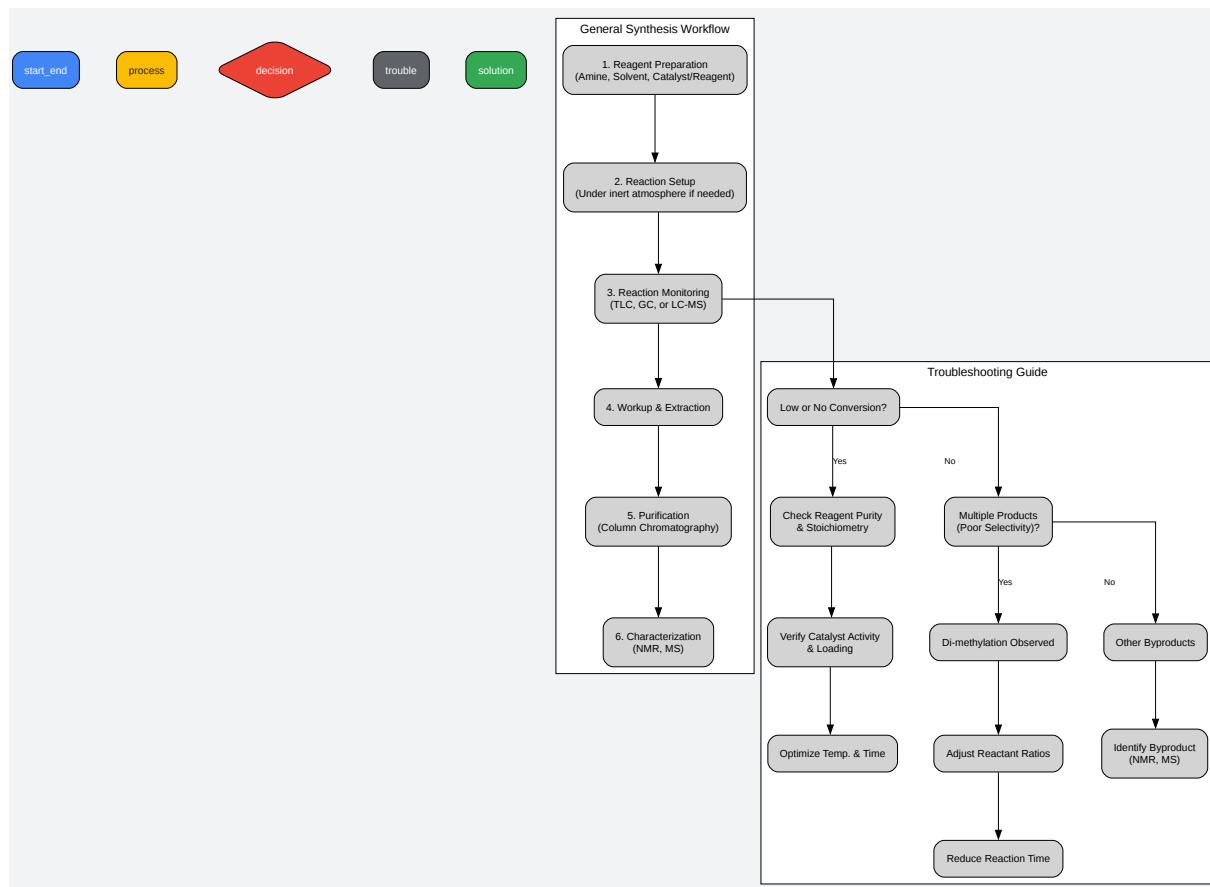 start_end
process
decision
trouble
solution
General Synthesis Workflow
1. Reagent Preparation
(Amine, Solvent, Catalyst/Reagent)
2. Reaction Setup
(Under inert atmosphere if needed)
3. Reaction Monitoring
(TLC, GC, or LC-MS)
4. Workup & Extraction
5. Purification
(Column Chromatography)
6. Characterization
(NMR, MS)
Troubleshooting Guide
Low or No Conversion?
Yes
No
Check Reagent Purity
& Stoichiometry
Multiple Products
(Poor Selectivity)?
Yes
No
Verify Catalyst Activity
& Loading
Di-methylation Observed
Other Byproducts
Optimize Temp. & Time
Adjust Reactant Ratios
Identify Byproduct
(NMR, MS)
Reduce Reaction Time